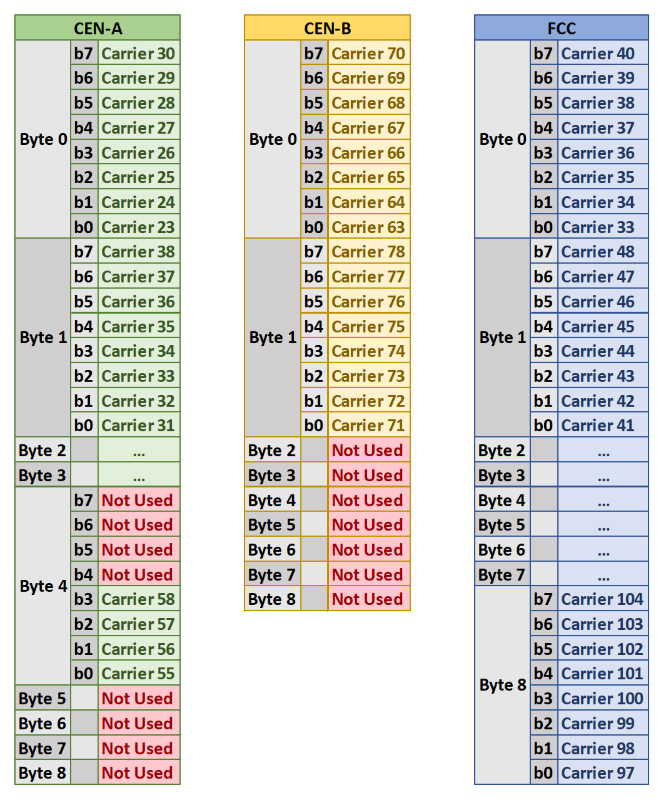 CEN-A
Byte 0
b7 Carrier 30
b6 Carrier 29
b5 Carrier 28
b4 Carrier 27
b3 Carrier 26
b2 Carrier 25
b1 Carrier 24
b0 Carrier 23
Byte 1
b7 Carrier 38
b6 Carrier 37
b5 Carrier 36
b4 Carrier 35
b3 Carrier 34
b2 Carrier 33
b1 Carrier 32
b0 Carrier 31
Byte 2 ...
Byte 3 ...
Byte 4
b7 Not Used
b6 Not Used
b5 Not Used
b4 Not Used
b3 Carrier 58
b2 Carrier 57
b1 Carrier 56
b0 Carrier 55
Byte 5 Not Used
Byte 6 Not Used
Byte 7 Not Used
Byte 8 Not Used
CEN-B
Byte 0
b7 Carrier 70
b6 Carrier 69
b5 Carrier 68
b4 Carrier 67
b3 Carrier 66
b2 Carrier 65
b1 Carrier 64
b0 Carrier 63
Byte 1
b7 Carrier 78
b6 Carrier 77
b5 Carrier 76
b4 Carrier 75
b3 Carrier 74
b2 Carrier 73
b1 Carrier 72
b0 Carrier 71
Byte 2 Not Used
Byte 3 Not Used
Byte 4 Not Used
Byte 5 Not Used
Byte 6 Not Used
Byte 7 Not Used
Byte 8 Not Used
FCC
Byte 0
b7 Carrier 40
b6 Carrier 39
b5 Carrier 38
b4 Carrier 37
b3 Carrier 36
b2 Carrier 35
b1 Carrier 34
b0 Carrier 33
Byte 1
b7 Carrier 48
b6 Carrier 47
b5 Carrier 46
b4 Carrier 45
b3 Carrier 44
b2 Carrier 43
b1 Carrier 42
b0 Carrier 41
Byte 2 ...
Byte 3 ...
Byte 4 ...
Byte 5 ...
Byte 6 ...
Byte 7 ...
Byte 8
b7 Carrier 104
b6 Carrier 103
b5 Carrier 102
b4 Carrier 101
b3 Carrier 100
b2 Carrier 99
b1 Carrier 98
b0 Carrier 97